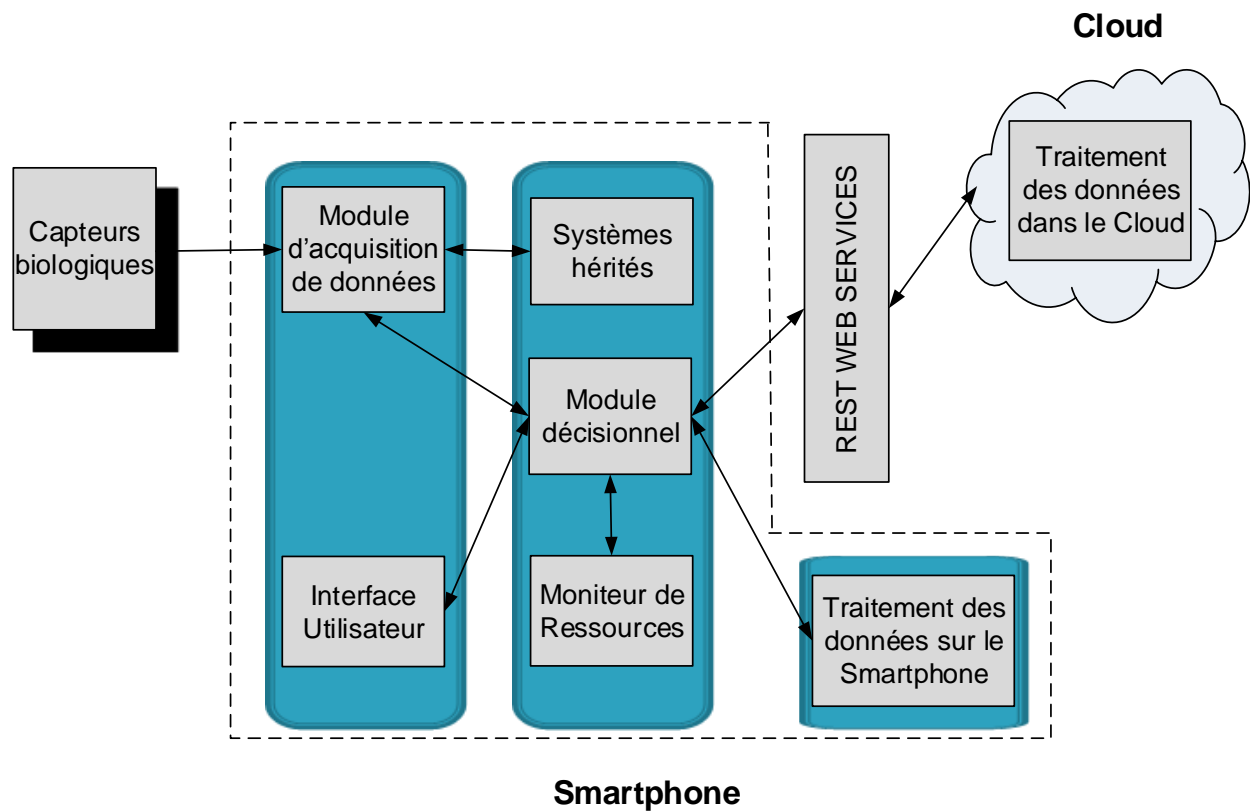 Cloud
Capteurs
biologiques
Module
d'acquisition
de données
Systèmes
hérités
Module
décisionnel
Interface
Utilisateur
Moniteur de
Ressources
REST WEB SERVICES
Traitement
des données
dans le Cloud
Traitement des
données sur le
Smartphone
Smartphone